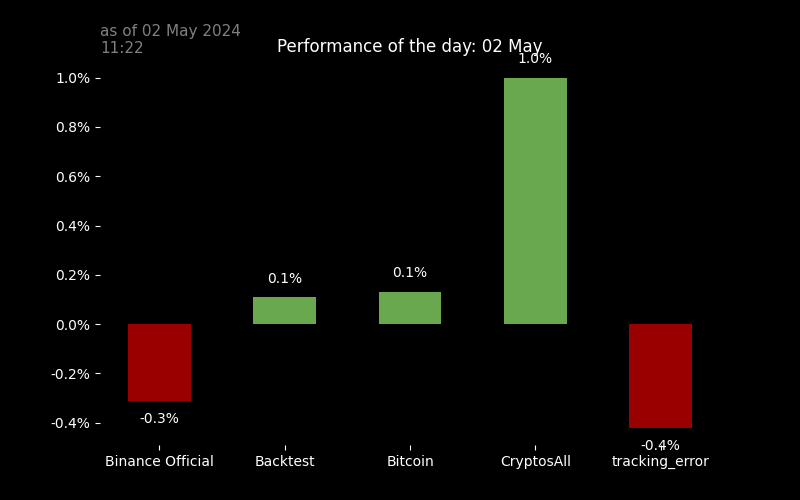 as of 02 May 2024
11:22
Performance of the day: 02 May
1.0%
1.0%
0.8%
0.6%
0.4%
0.2%
0.1%
0.1%
0.0%
-0.2%
-0.4%
-0.3%
-0.4%
Binance Official
Backtest
Bitcoin
CryptosAll
tracking_error